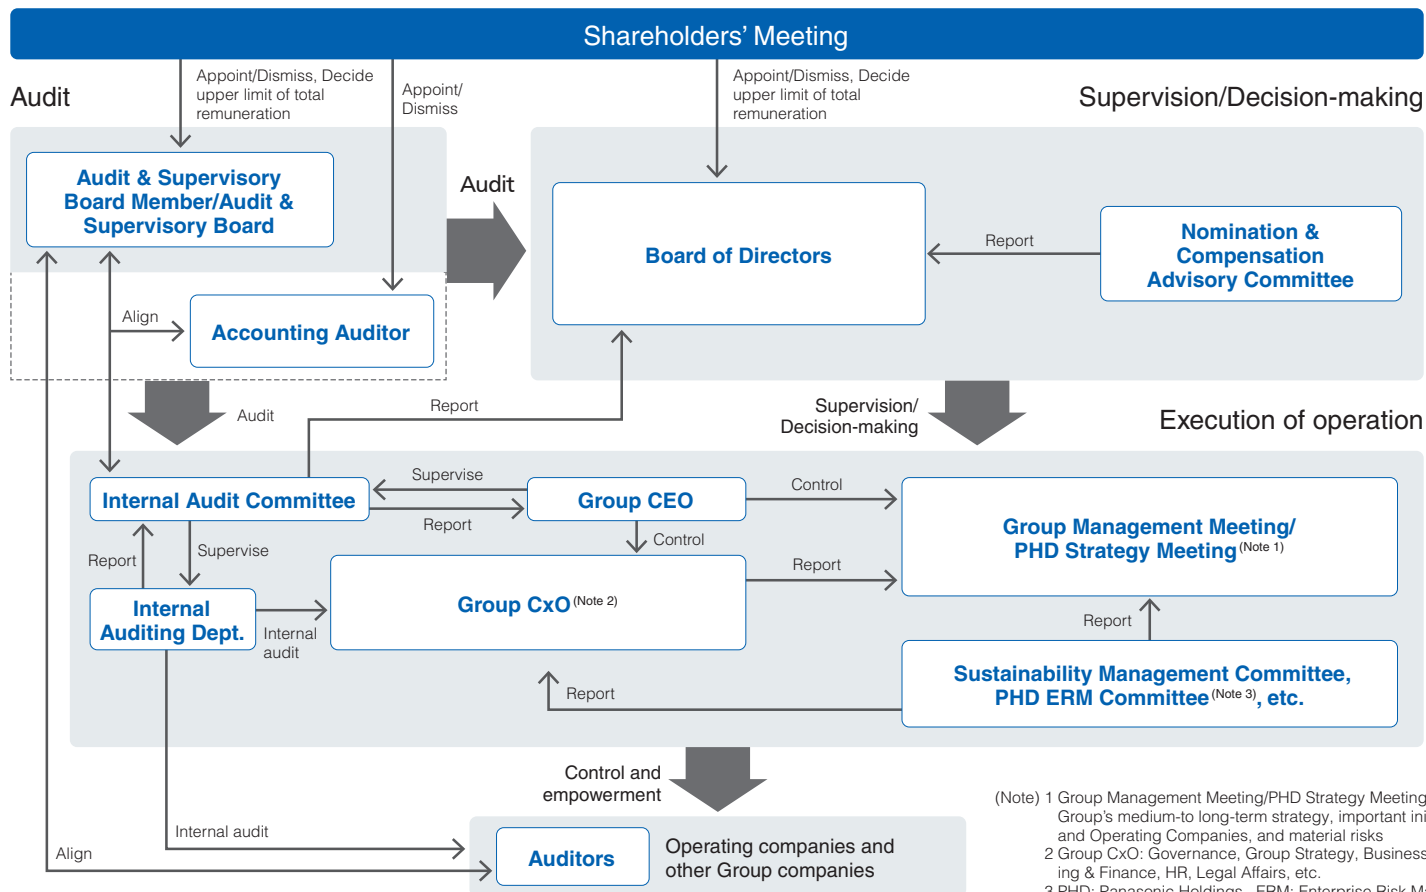 Shareholders' Meeting
Appoint/Dismiss, Decide
upper limit of total
remuneration
Appoint/
Dismiss
Appoint/Dismiss, Decide
upper limit of total
remuneration
Audit
Supervision/Decision-making
Audit & Supervisory
Board Member/Audit &
Supervisory Board
Audit
Board of Directors
Report
Nomination &
Compensation
Advisory Committee
Align
Accounting Auditor
Audit
Report
Supervision/
Decision-making
Execution of operation
Internal Audit Committee
Supervise
Report
Group CEO
Control
Control
Group Management Meeting/
PHD Strategy Meeting (Note 1)
Report
Supervise
Group CxO (Note 2)
Report
Internal
Auditing Dept.
Internal
audit
Report
Sustainability Management Committee,
PHD ERM Committee (Note 3), etc.
Report
Control and
empowerment
Internal audit
Align
Auditors
Operating companies and
other Group companies
(Note) 1 Group Management Meeting/PHD Strategy Meeting
Group's medium-to long-term strategy, important
and Operating Companies, and material risks
2 Group CxO: Governance, Group Strategy, Business
ing & Finance, HR, Legal Affairs, etc.
3 PHD: Panasonic Holdings, ERM: Enterprise Risk